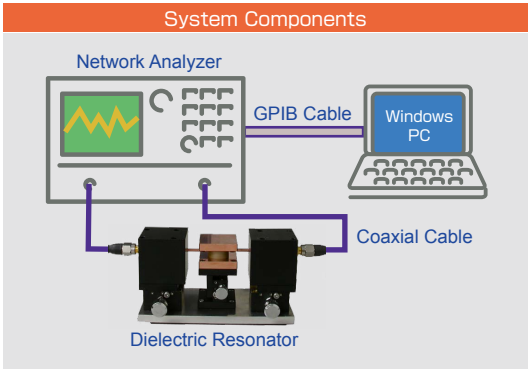 System Components
Network Analyzer
GPIB Cable
Windows
PC
Coaxial Cable
Dielectric Resonator